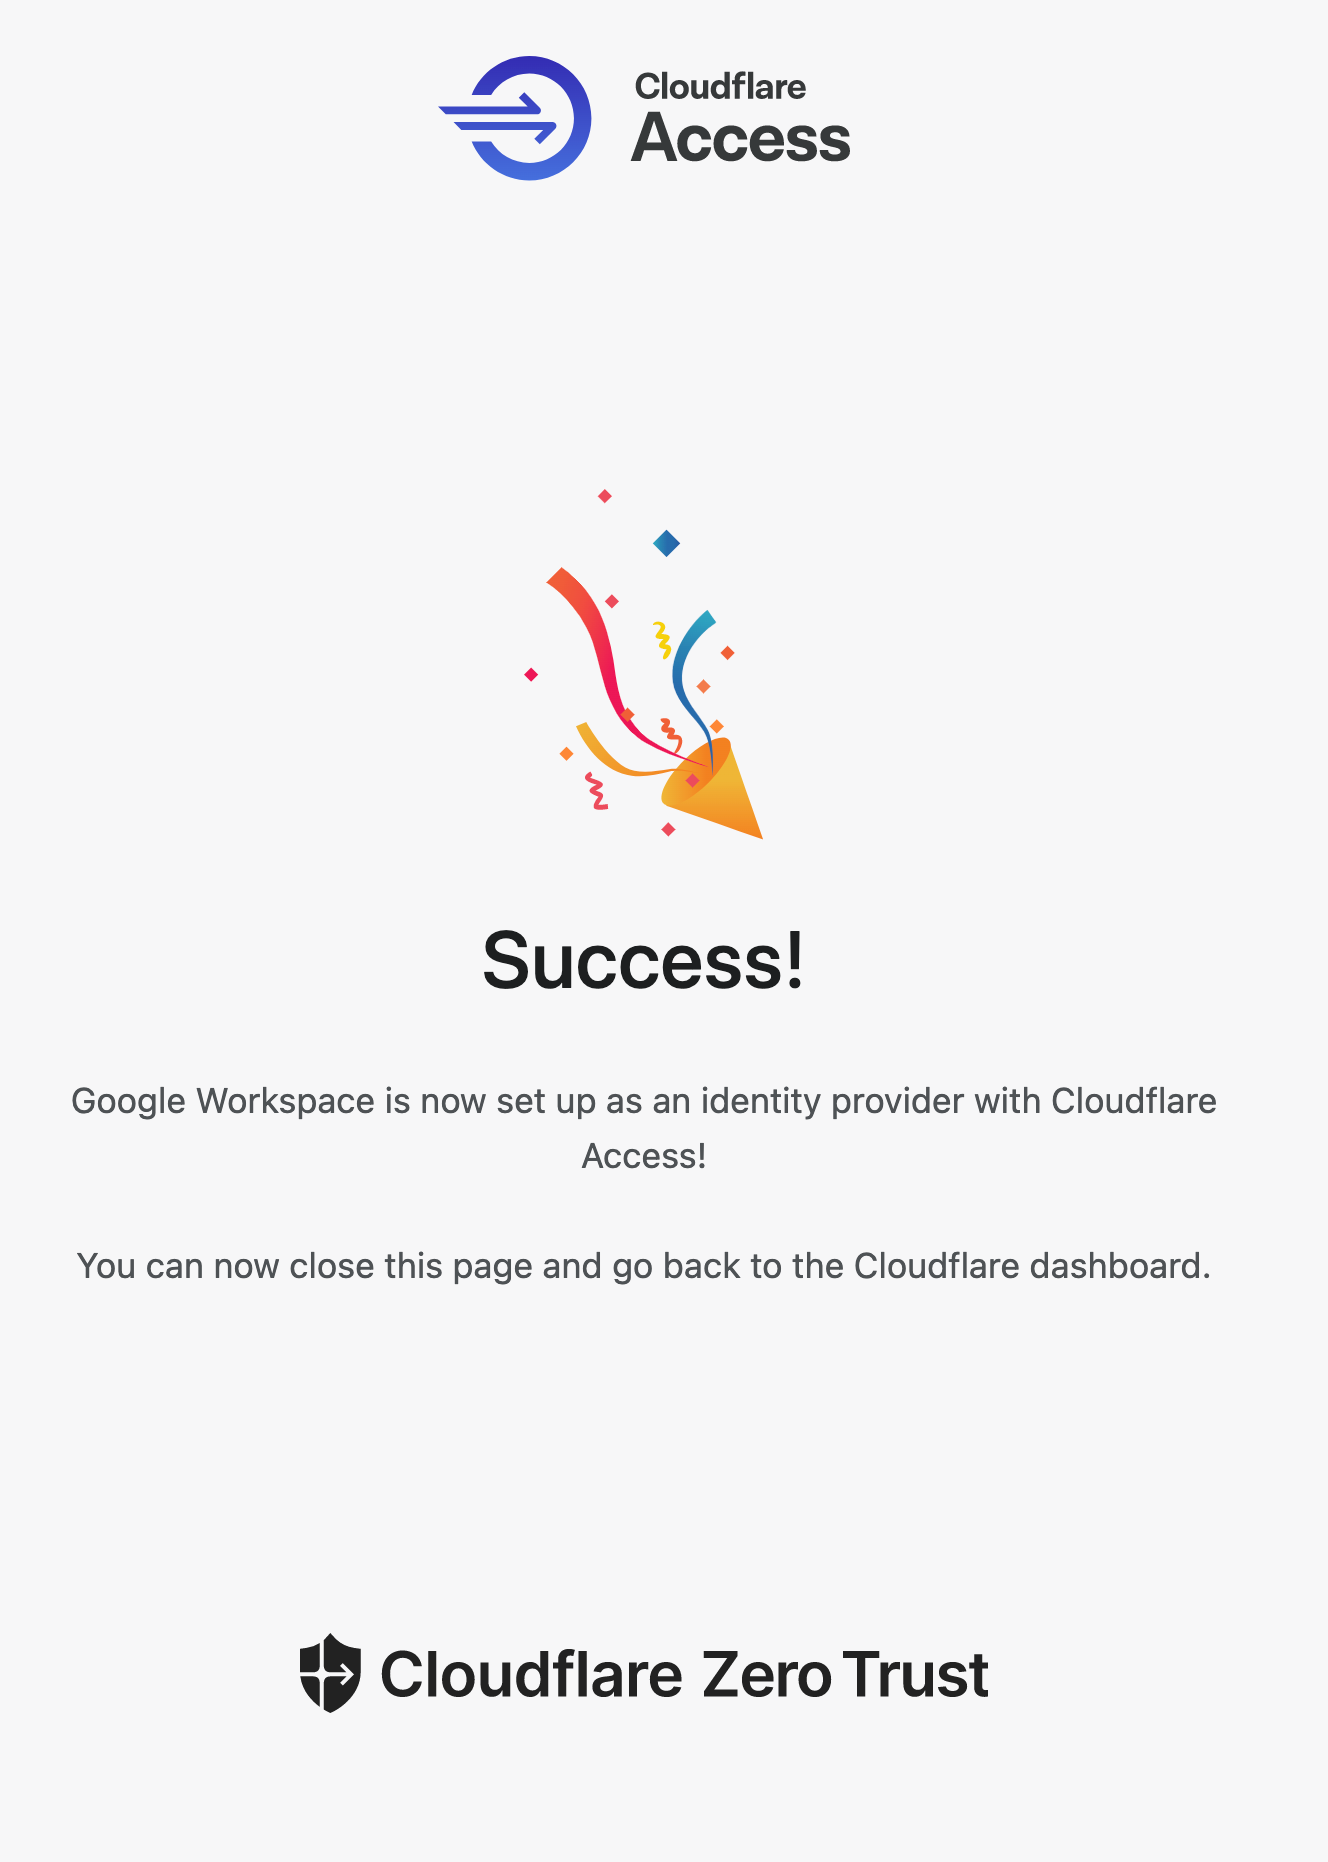 Cloudflare
Access
Success!
Google Workspace is now set up as an identity provider with Cloudflare
Access!
You can now close this page and go back to the Cloudflare dashboard.
Cloudflare Zero Trust